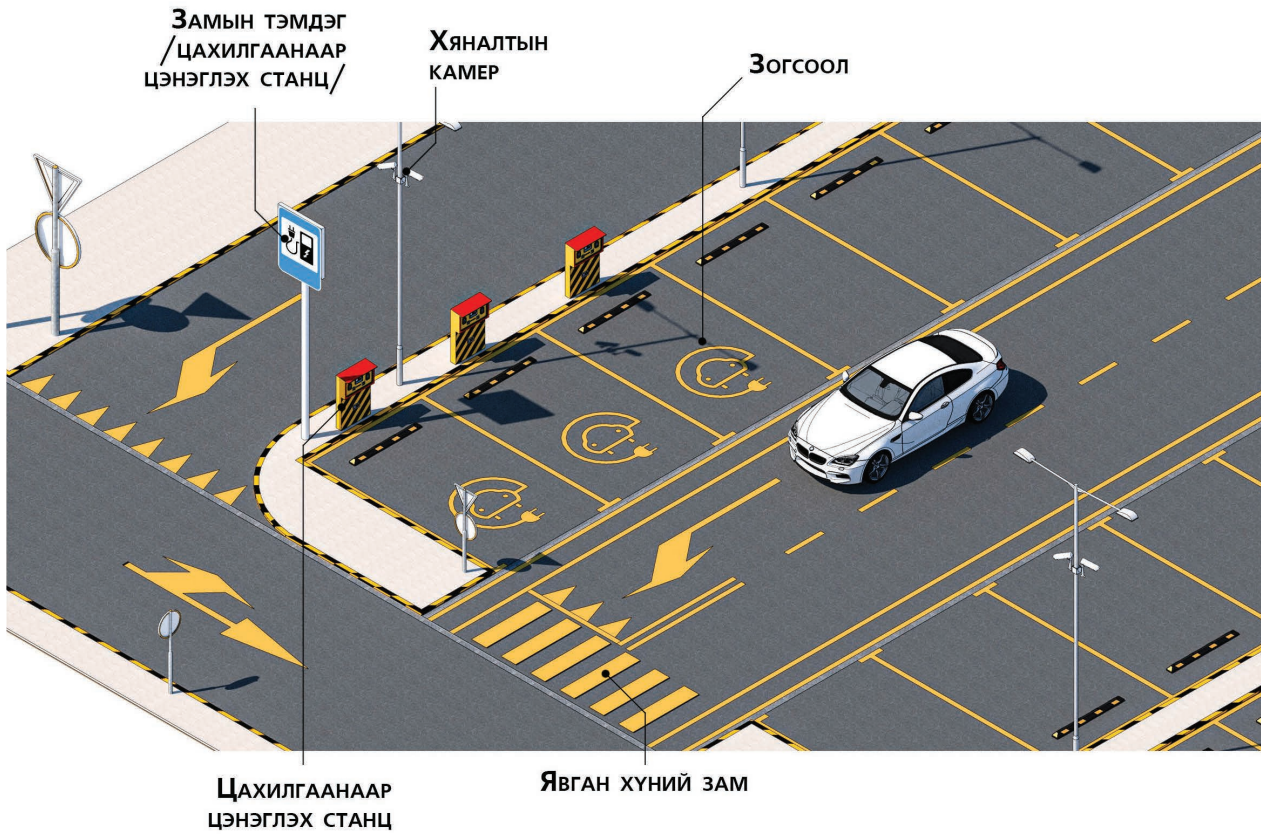 Замын тэмдэг
/цахилгаанаар
цэнэглэх станц/
Хяналтын
камер
Зогсоол
Цахилгаанаар
цэнэглэх станц
Явган хүний зам